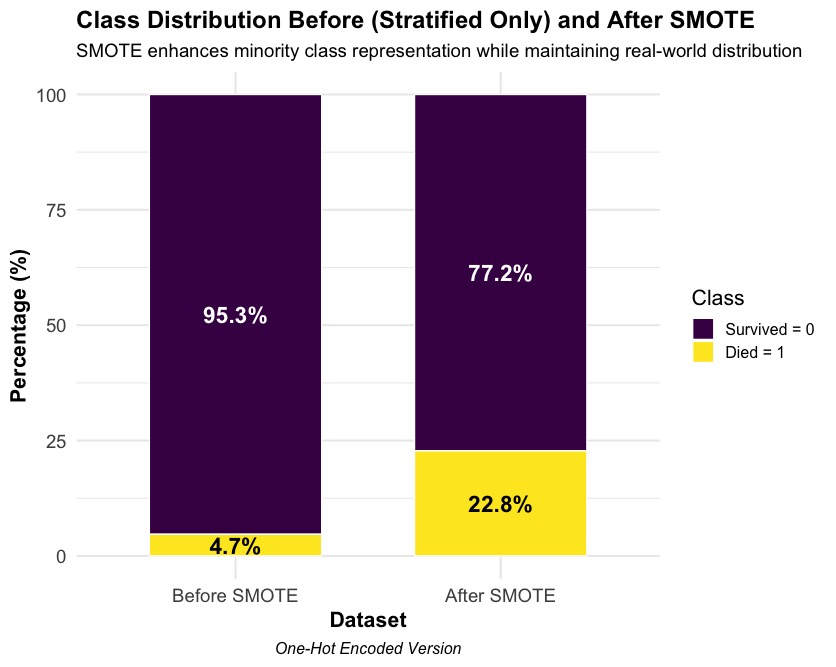 Class Distribution Before (Stratified Only) and After SMOTE
SMOTE enhances minority class representation while maintaining real-world distribution
Percentage (%)
100
75
50
25
0
95.3%
4.7%
77.2%
22.8%
Class
Survived = 0
Died = 1
Before SMOTE
After SMOTE
Dataset
One-Hot Encoded Version